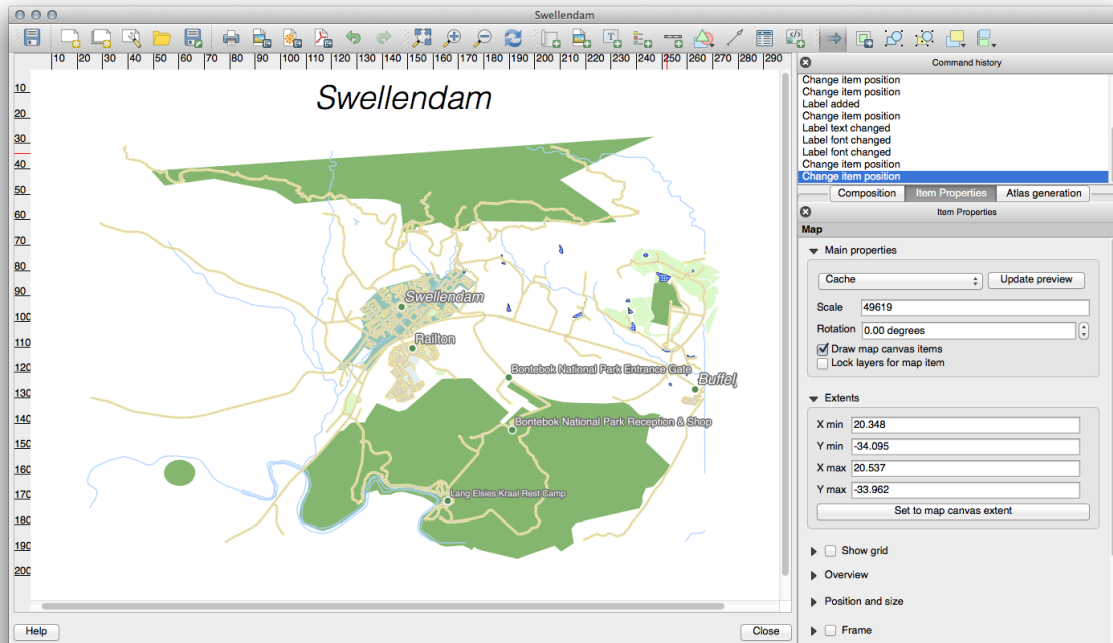 Swellendam
10 20 30 40 50 60 70 80 90 100 110 120 130 140 150 160 170 180 190 200 210 220 230 240 250 260 270 280 290
Command history
Change item position
Change item position
Label added
Change item position
Label text changed
Label font changed
Label font changed
Change item position
Change item position
Composition Item Properties Atlas generation
Item Properties
Map
Main properties
Cache Update preview
Scale 49619
Rotation 0.00 degrees
Draw map canvas items
Lock layers for map item
Extents
X min 20.348
Y min -34.095
X max 20.537
Y max -33.962
Set to map canvas extent
Show grid
Overview
Position and size
Frame
10
20
30
40
50
60
70
80
90
100
110
120
130
140
150
160
170
180
190
200
Swellendam
Swellendam
Railton
Bontebok National Park Entrance Gate
Buffelj
Bontebok National Park Reception & Shop
Lang Elsies Kraal Rest Camp
Help Close